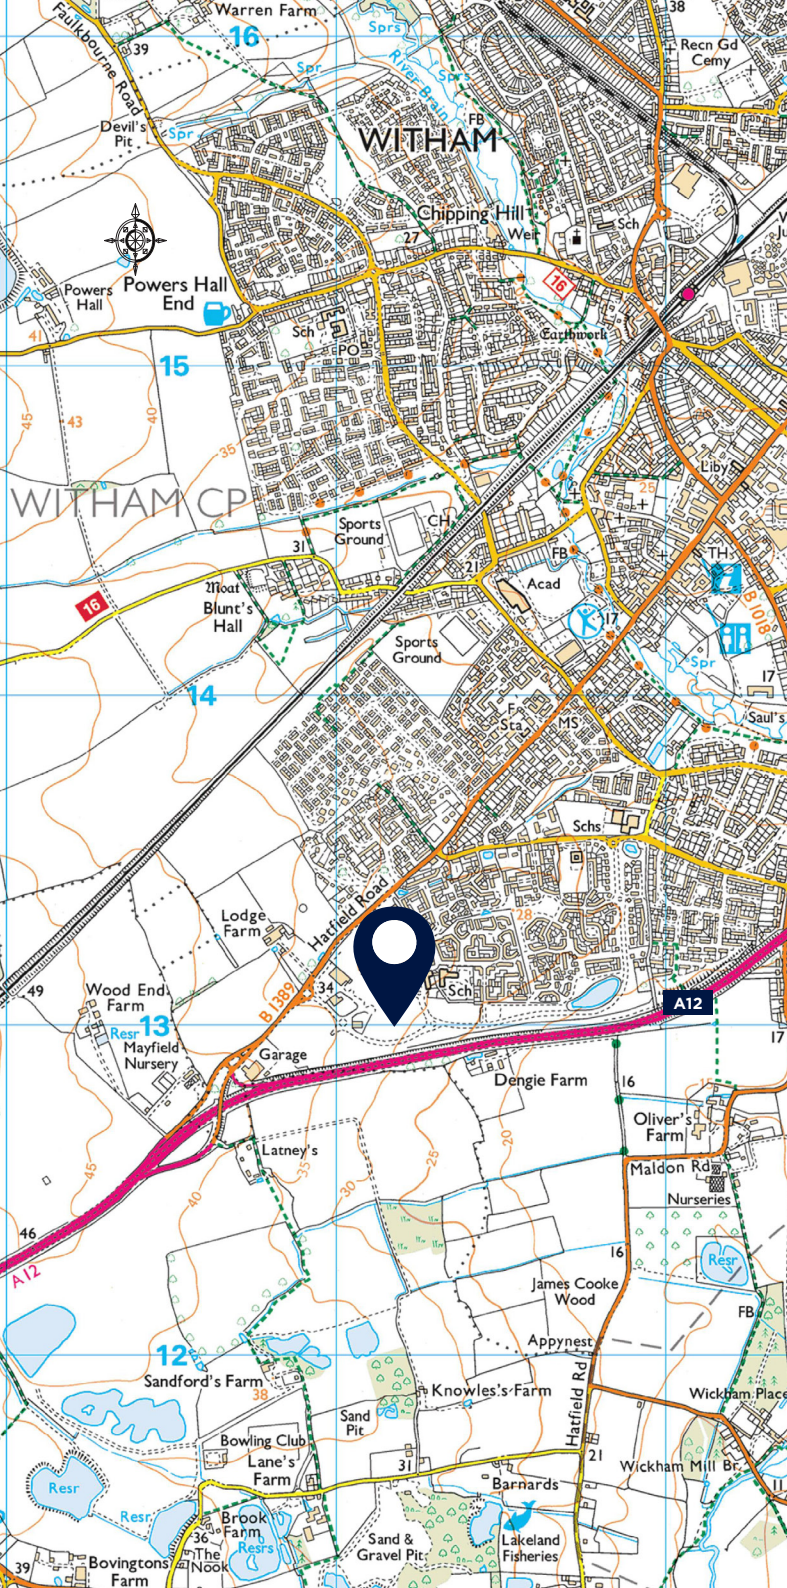 Warren Farm
38
Faulkbourne Road
16
39
Sprs
Recn Gd
Cemy
Spr
River Brain
Sprs
FB
Devil's
Pit
Spr
WITHAM
Chipping Hill
Weir
Sch
27
16
Powers
Hall
Powers Hall
End
Earthwork
41
Sch
PO
15
45
43
40
35
Liby
25
WITHAM CP
Sports
Ground
CH
31
FB
THs
21
Moat
Blunt's
Hall
Acad
16
17
B 1018
Sports
Ground
Spr
17
14
F
Sta
MS
Saul's
Schs
Hatfield Road
Lodge
Farm
28
49
Wood End
Farm
B 1389
34
Sch
A12
Resr
13
Mayfield
Nursery
Garage
17
Dengie Farm
16
Oliver's
Farm
Latney's
45
35
25
20
Maldon Rd
40
30
Nurseries
46
A 12
16
Resr
James Cooke
Wood
FB
Appynest
12
Sandford's Farm
38
Knowles's Farm
Hatfield Rd
Wickham Place
Sand
Pit
Bowling Club
Lane's
Farm
31
21
Wickham Mill Br
Resr
Barnards
11
Resr
Brook
Farm
Resrs
36
The
Nook
Sand &
Gravel Pit
Lakeland
Fisheries
39
Bovingtons
Farm